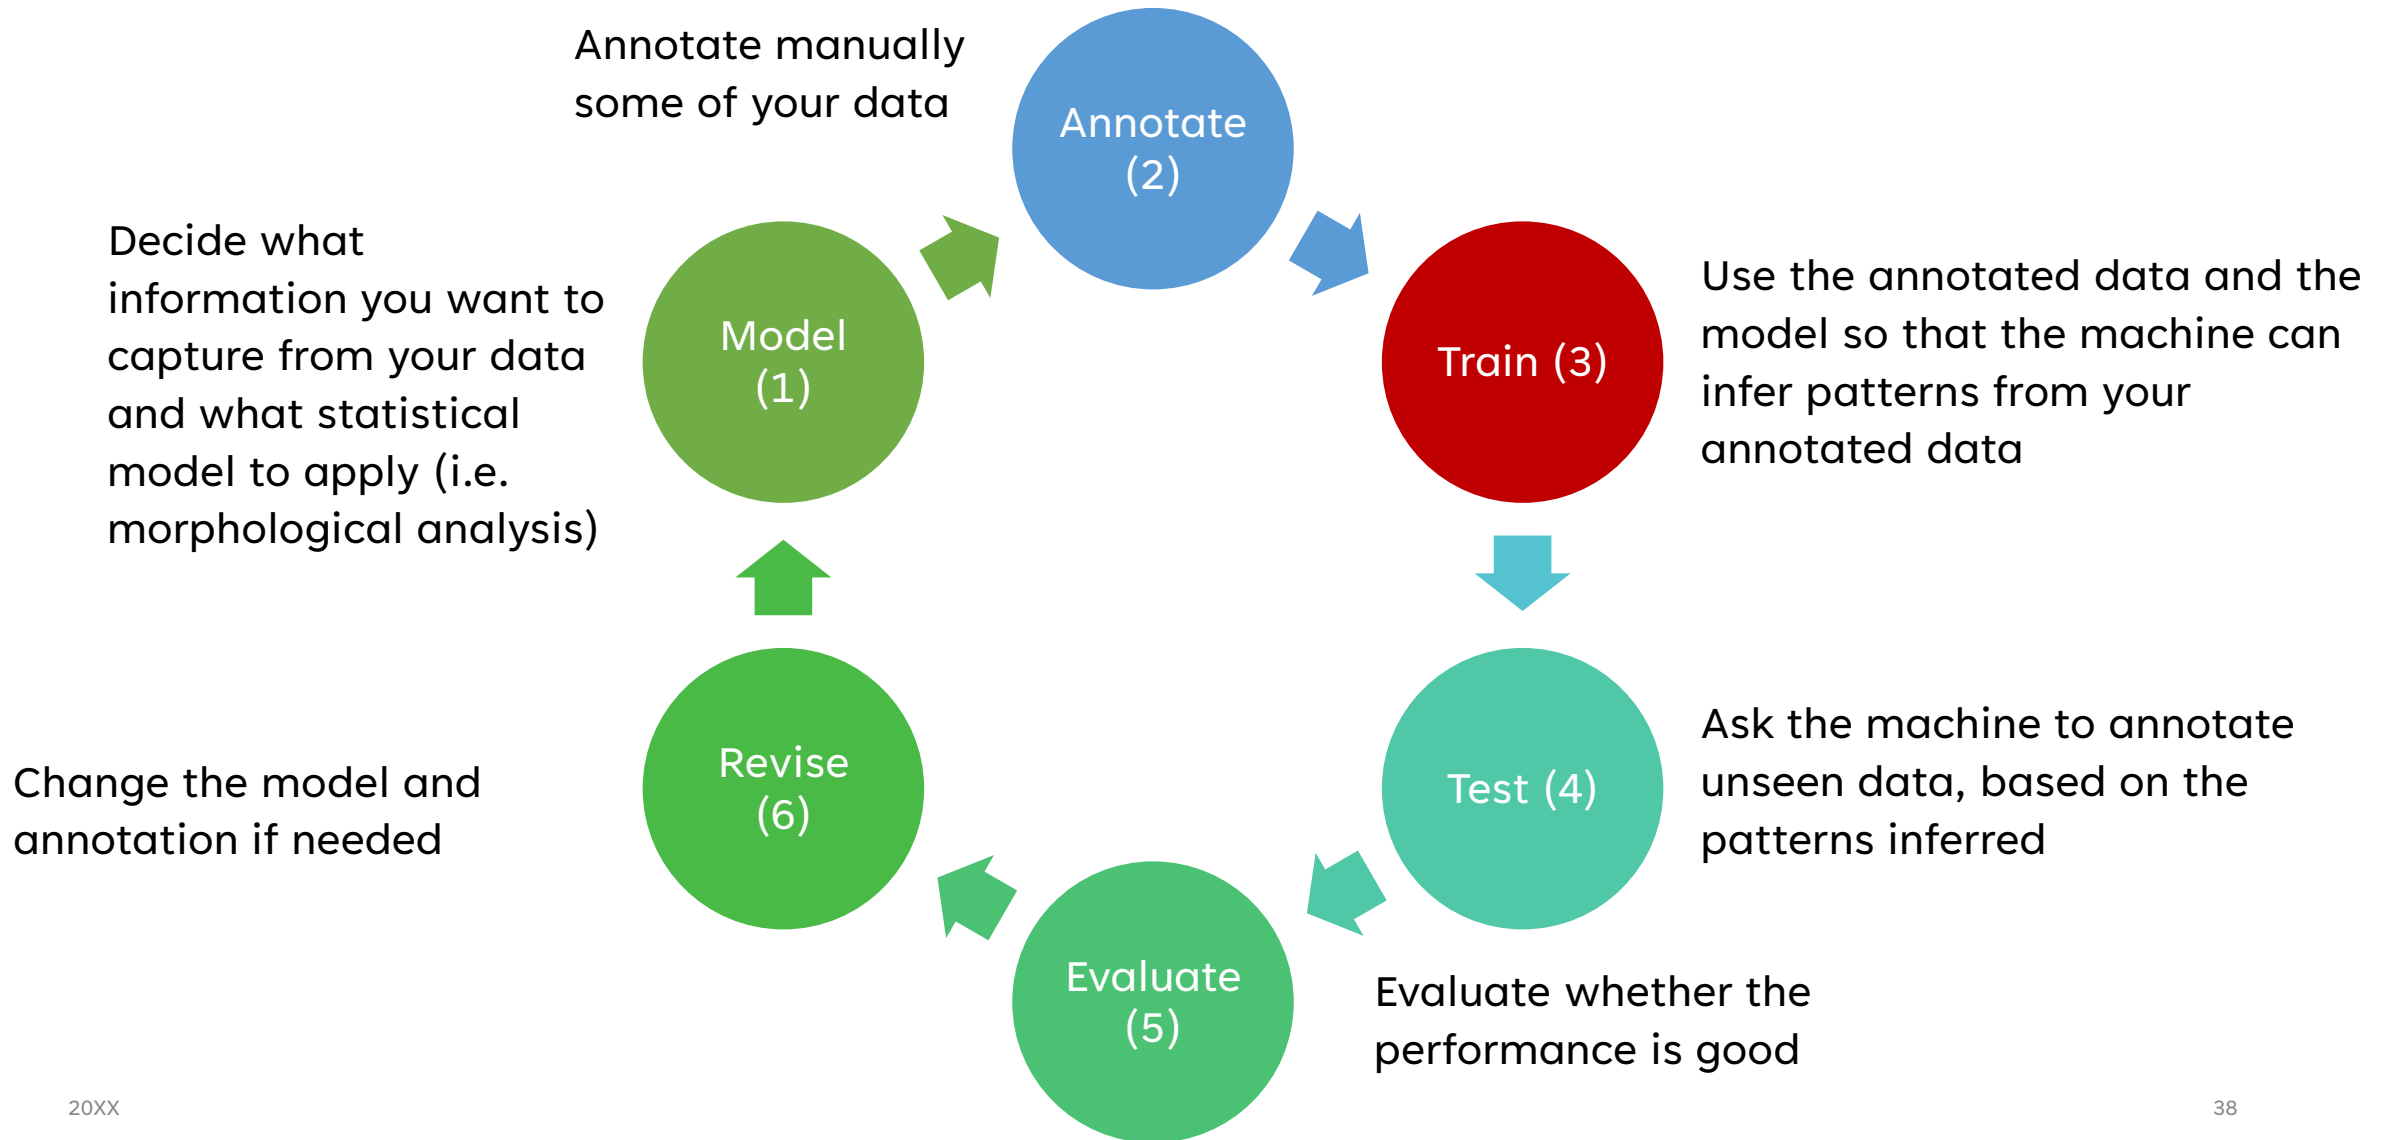 Annotate manually
some of your data
Annotate
(2)
Decide what
information you want to
capture from your data
and what statistical
model to apply (i.e.
morphological analysis)
Model
(1)
Train (3)
Use the annotated data and the
model so that the machine can
infer patterns from your
annotated data
Change the model and
annotation if needed
Revise
(6)
Test (4)
Ask the machine to annotate
unseen data, based on the
patterns inferred
Evaluate
(5)
Evaluate whether the
performance is good
20XX
38